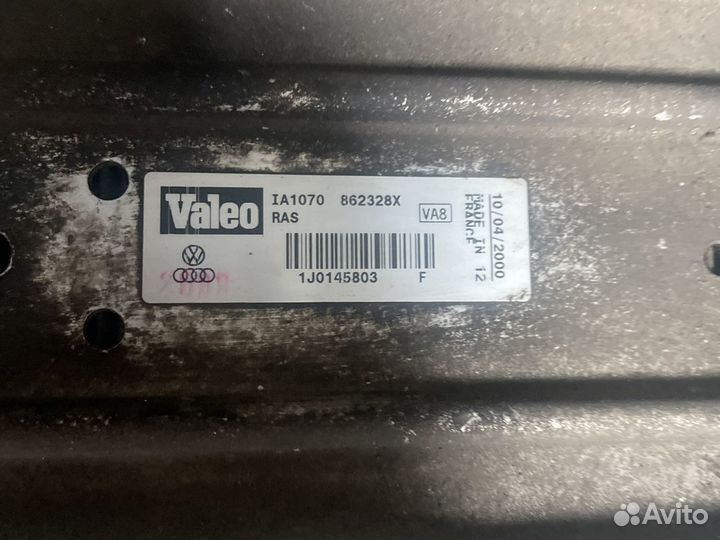 Valeo
IA1070 862328X
RAS
VA8
1J0145803 F
10/04/2000
MADE IN 12
FRANCE
Avito